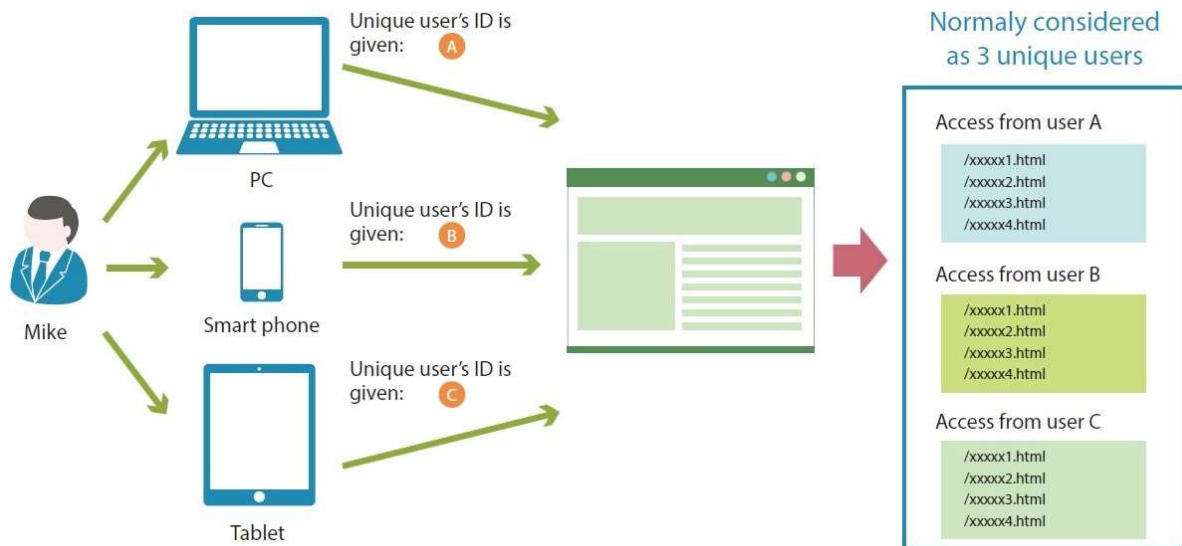 Unique user's ID is
given: A
PC
Mike
Unique user's ID is
given: B
Smart phone
Unique user's ID is
given: C
Tablet
Normaly considered
as 3 unique users
Access from user A
/xxxxx1.html
/xxxxx2.html
/xxxxx3.html
/xxxxx4.html
Access from user B
/xxxxx1.html
/xxxxx2.html
/xxxxx3.html
/xxxxx4.html
Access from user C
/xxxxx1.html
/xxxxx2.html
/xxxxx3.html
/xxxxx4.html